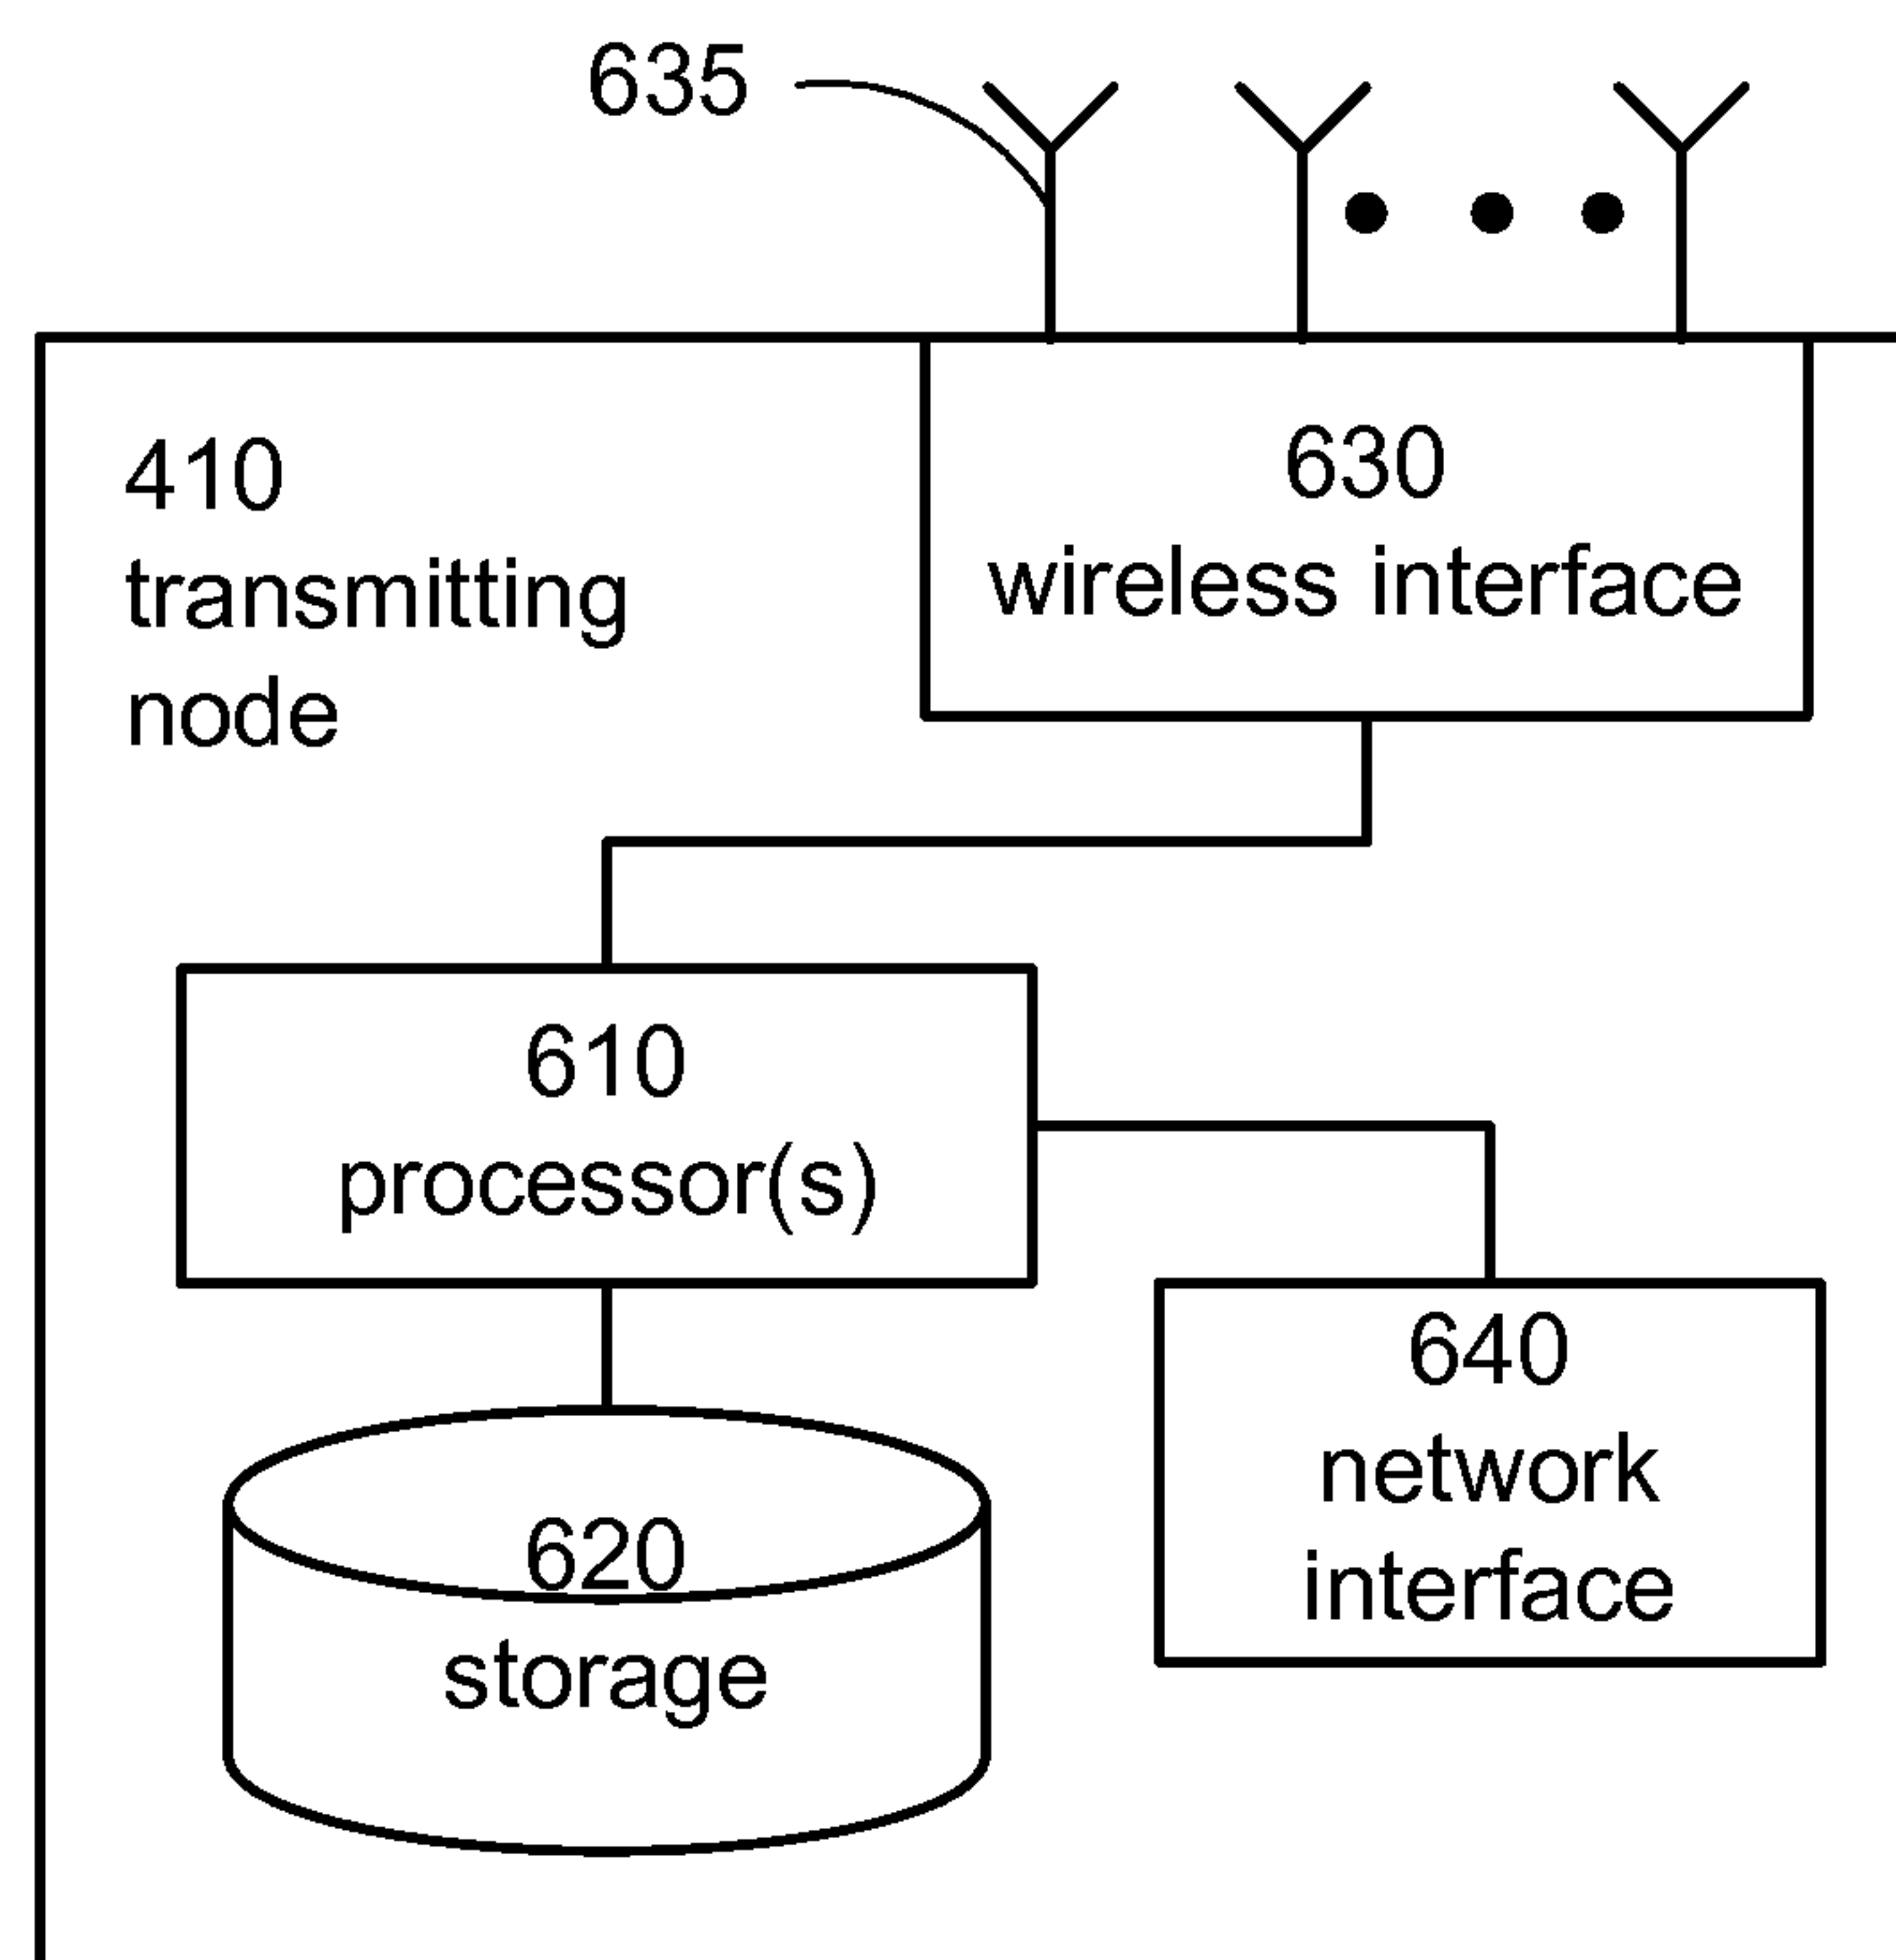 635
410
transmitting
node
630
wireless interface
610
processor(s)
640
network
interface
620
storage